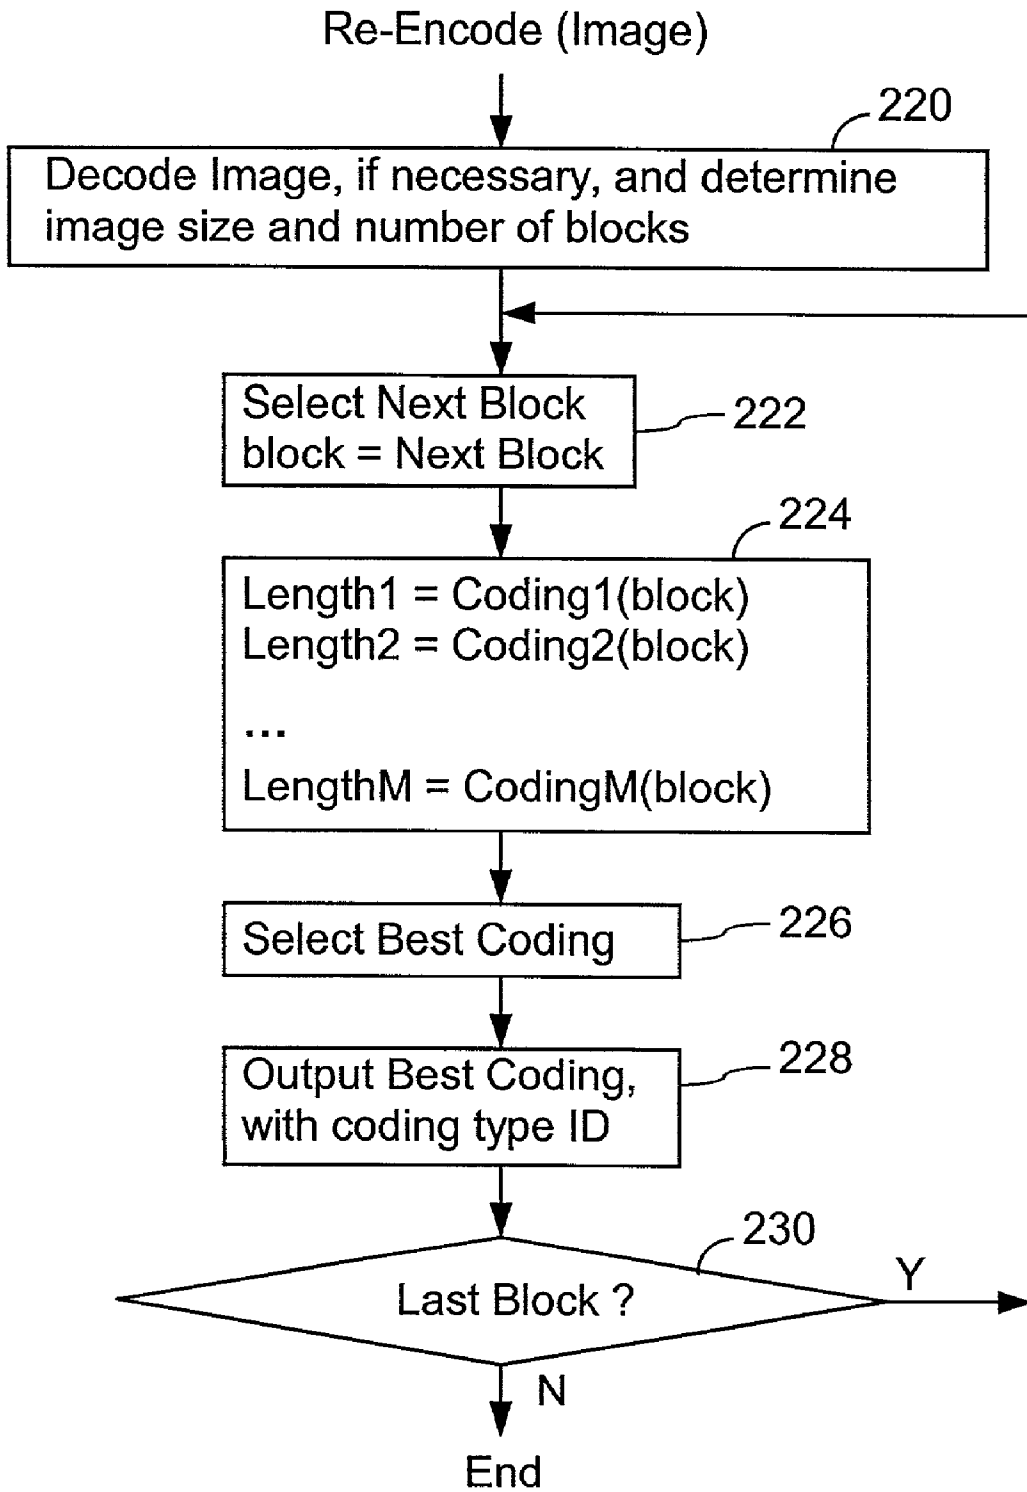 Re-Encode (Image)
220
Decode Image, if necessary, and determine
image size and number of blocks
Select Next Block
block = Next Block
222
224
Length1 = Coding1(block)
Length2 = Coding2(block)
...
LengthM = CodingM(block)
Select Best Coding
226
Output Best Coding,
with coding type ID
228
230
Last Block ?
Y
N
End